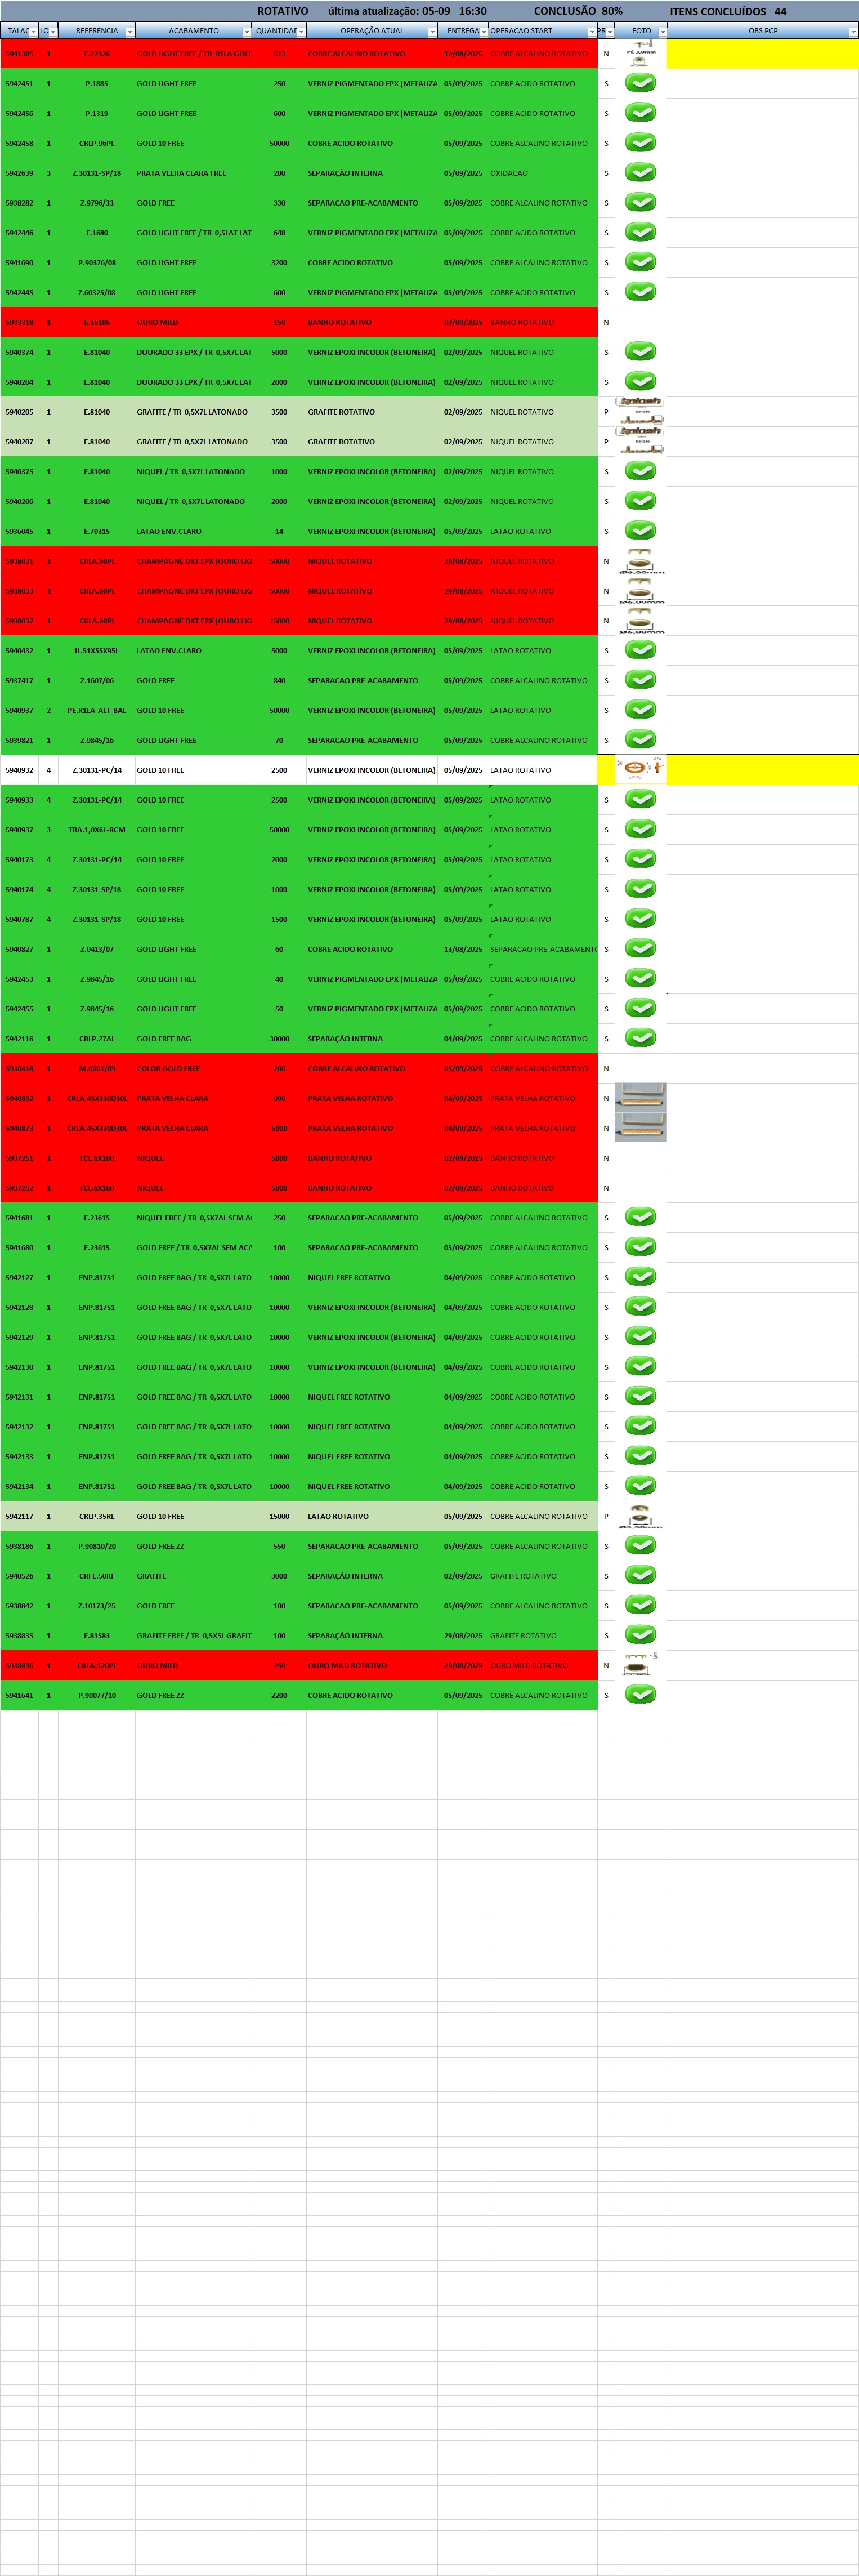 ROTATIVO última atualização: 05-09 16:30 CONCLUSÃO 80% ITENS CONCLUÍDOS 44
TALAC LO REFERENCIA ACABAMENTO QUANTIDAD OPERAÇÃO ATUAL ENTREGA OPERACAO START PR FOTO OBS PCP
5941305 1 E.22326 GOLD LIGHT FREE / TR R1LA GOLD 513 COBRE ALCALINO ROTATIVO 12/08/2025 COBRE ALCALINO ROTATIVO N PÉ 3,0mm
5942451 1 P.1885 GOLD LIGHT FREE 250 VERNIZ PIGMENTADO EPX (METALIZA 05/09/2025 COBRE ACIDO ROTATIVO S
5942456 1 P.1319 GOLD LIGHT FREE 600 VERNIZ PIGMENTADO EPX (METALIZA 05/09/2025 COBRE ACIDO ROTATIVO S
5942458 1 CRLP.96PL GOLD 10 FREE 50000 COBRE ACIDO ROTATIVO 05/09/2025 COBRE ALCALINO ROTATIVO S
5942639 3 Z.30131-SP/18 PRATA VELHA CLARA FREE 200 SEPARAÇÃO INTERNA 05/09/2025 OXIDACAO S
5938282 1 Z.9796/33 GOLD FREE 330 SEPARACAO PRE-ACABAMENTO 05/09/2025 COBRE ALCALINO ROTATIVO S
5942446 1 E.1680 GOLD LIGHT FREE / TR 0,5LAT LAT 648 VERNIZ PIGMENTADO EPX (METALIZA 05/09/2025 COBRE ACIDO ROTATIVO S
5941690 1 P.90376/08 GOLD LIGHT FREE 3200 COBRE ACIDO ROTATIVO 05/09/2025 COBRE ALCALINO ROTATIVO S
5942445 1 Z.60325/08 GOLD LIGHT FREE 600 VERNIZ PIGMENTADO EPX (METALIZA 05/09/2025 COBRE ACIDO ROTATIVO S
5933318 1 E.56186 OURO MILD 150 BANHO ROTATIVO 03/09/2025 BANHO ROTATIVO N
5940374 1 E.81040 DOURADO 33 EPX / TR 0,5X7L LAT 5000 VERNIZ EPOXI INCOLOR (BETONEIRA) 02/09/2025 NIQUEL ROTATIVO S
5940204 1 E.81040 DOURADO 33 EPX / TR 0,5X7L LAT 2000 VERNIZ EPOXI INCOLOR (BETONEIRA) 02/09/2025 NIQUEL ROTATIVO S
5940205 1 E.81040 GRAFITE / TR 0,5X7L LATONADO 3500 GRAFITE ROTATIVO 02/09/2025 NIQUEL ROTATIVO P
5940207 1 E.81040 GRAFITE / TR 0,5X7L LATONADO 3500 GRAFITE ROTATIVO 02/09/2025 NIQUEL ROTATIVO P
5940375 1 E.81040 NIQUEL / TR 0,5X7L LATONADO 1000 VERNIZ EPOXI INCOLOR (BETONEIRA) 02/09/2025 NIQUEL ROTATIVO S
5940206 1 E.81040 NIQUEL / TR 0,5X7L LATONADO 2000 VERNIZ EPOXI INCOLOR (BETONEIRA) 02/09/2025 NIQUEL ROTATIVO S
5936045 1 E.70315 LATAO ENV.CLARO 14 VERNIZ EPOXI INCOLOR (BETONEIRA) 05/09/2025 LATAO ROTATIVO S
5938031 1 CRLA.60PL CHAMPAGNE DKT EPX (OURO LIG 50000 NIQUEL ROTATIVO 29/08/2025 NIQUEL ROTATIVO N
5938033 1 CRLA.60PL CHAMPAGNE DKT EPX (OURO LIG 50000 NIQUEL ROTATIVO 29/08/2025 NIQUEL ROTATIVO N
5938032 1 CRLA.60PL CHAMPAGNE DKT EPX (OURO LIG 15000 NIQUEL ROTATIVO 29/08/2025 NIQUEL ROTATIVO N
5940432 1 IL.51X55X95L LATAO ENV.CLARO 5000 VERNIZ EPOXI INCOLOR (BETONEIRA) 05/09/2025 LATAO ROTATIVO S
5937417 1 Z.1607/06 GOLD FREE 840 SEPARACAO PRE-ACABAMENTO 05/09/2025 COBRE ALCALINO ROTATIVO S
5940937 2 PE.R1LA-ALT-BAL GOLD 10 FREE 50000 VERNIZ EPOXI INCOLOR (BETONEIRA) 05/09/2025 LATAO ROTATIVO S
5939821 1 Z.9845/16 GOLD LIGHT FREE 70 SEPARACAO PRE-ACABAMENTO 05/09/2025 COBRE ALCALINO ROTATIVO S
5940932 4 Z.30131-PC/14 GOLD 10 FREE 2500 VERNIZ EPOXI INCOLOR (BETONEIRA) 05/09/2025 LATAO ROTATIVO
5940933 4 Z.30131-PC/14 GOLD 10 FREE 2500 VERNIZ EPOXI INCOLOR (BETONEIRA) 05/09/2025 LATAO ROTATIVO S
5940937 3 TRA.1,0X6L-RCM GOLD 10 FREE 50000 VERNIZ EPOXI INCOLOR (BETONEIRA) 05/09/2025 LATAO ROTATIVO S
5940173 4 Z.30131-PC/14 GOLD 10 FREE 2000 VERNIZ EPOXI INCOLOR (BETONEIRA) 05/09/2025 LATAO ROTATIVO S
5940174 4 Z.30131-SP/18 GOLD 10 FREE 1000 VERNIZ EPOXI INCOLOR (BETONEIRA) 05/09/2025 LATAO ROTATIVO S
5940787 4 Z.30131-SP/18 GOLD 10 FREE 1500 VERNIZ EPOXI INCOLOR (BETONEIRA) 05/09/2025 LATAO ROTATIVO S
5940827 1 Z.0413/07 GOLD LIGHT FREE 60 COBRE ACIDO ROTATIVO 13/08/2025 SEPARACAO PRE-ACABAMENTO S
5942453 1 Z.9845/16 GOLD LIGHT FREE 40 VERNIZ PIGMENTADO EPX (METALIZA 05/09/2025 COBRE ACIDO ROTATIVO S
5942455 1 Z.9845/16 GOLD LIGHT FREE 50 VERNIZ PIGMENTADO EPX (METALIZA 05/09/2025 COBRE ACIDO ROTATIVO S
5942116 1 CRLP.27AL GOLD FREE BAG 30000 SEPARAÇÃO INTERNA 04/09/2025 COBRE ALCALINO ROTATIVO S
5936418 1 M.0601/09 COLOR GOLD FREE 200 COBRE ALCALINO ROTATIVO 05/09/2025 COBRE ALCALINO ROTATIVO N
5940832 1 CRLA.45X330D30L PRATA VELHA CLARA 690 PRATA VELHA ROTATIVO 04/09/2025 PRATA VELHA ROTATIVO N
5940873 1 CRLA.45X330D30L PRATA VELHA CLARA 5000 PRATA VELHA ROTATIVO 04/09/2025 PRATA VELHA ROTATIVO N
5937251 1 TCL.6X16R NIQUEL 5000 BANHO ROTATIVO 02/09/2025 BANHO ROTATIVO N
5937252 1 TCL.6X16R NIQUEL 5000 BANHO ROTATIVO 02/09/2025 BANHO ROTATIVO N
5941681 1 E.23615 NIQUEL FREE / TR 0,5X7AL SEM A 250 SEPARACAO PRE-ACABAMENTO 05/09/2025 COBRE ALCALINO ROTATIVO S
5941680 1 E.23615 GOLD FREE / TR 0,5X7AL SEM ACA 100 SEPARACAO PRE-ACABAMENTO 05/09/2025 COBRE ALCALINO ROTATIVO S
5942127 1 ENP.81751 GOLD FREE BAG / TR 0,5X7L LATO 10000 NIQUEL FREE ROTATIVO 04/09/2025 COBRE ACIDO ROTATIVO S
5942128 1 ENP.81751 GOLD FREE BAG / TR 0,5X7L LATO 10000 VERNIZ EPOXI INCOLOR (BETONEIRA) 04/09/2025 COBRE ACIDO ROTATIVO S
5942129 1 ENP.81751 GOLD FREE BAG / TR 0,5X7L LATO 10000 VERNIZ EPOXI INCOLOR (BETONEIRA) 04/09/2025 COBRE ACIDO ROTATIVO S
5942130 1 ENP.81751 GOLD FREE BAG / TR 0,5X7L LATO 10000 VERNIZ EPOXI INCOLOR (BETONEIRA) 04/09/2025 COBRE ACIDO ROTATIVO S
5942131 1 ENP.81751 GOLD FREE BAG / TR 0,5X7L LATO 10000 NIQUEL FREE ROTATIVO 04/09/2025 COBRE ACIDO ROTATIVO S
5942132 1 ENP.81751 GOLD FREE BAG / TR 0,5X7L LATO 10000 NIQUEL FREE ROTATIVO 04/09/2025 COBRE ACIDO ROTATIVO S
5942133 1 ENP.81751 GOLD FREE BAG / TR 0,5X7L LATO 10000 NIQUEL FREE ROTATIVO 04/09/2025 COBRE ACIDO ROTATIVO S
5942134 1 ENP.81751 GOLD FREE BAG / TR 0,5X7L LATO 10000 NIQUEL FREE ROTATIVO 04/09/2025 COBRE ACIDO ROTATIVO S
5942117 1 CRLP.35RL GOLD 10 FREE 15000 LATAO ROTATIVO 05/09/2025 COBRE ALCALINO ROTATIVO P
5938186 1 P.90810/20 GOLD FREE ZZ 550 SEPARACAO PRE-ACABAMENTO 05/09/2025 COBRE ALCALINO ROTATIVO S
5940526 1 CRFE.50RF GRAFITE 3000 SEPARAÇÃO INTERNA 02/09/2025 GRAFITE ROTATIVO S
5938842 1 Z.10173/25 GOLD FREE 100 SEPARACAO PRE-ACABAMENTO 05/09/2025 COBRE ALCALINO ROTATIVO S
5938835 1 E.81583 GRAFITE FREE / TR 0,5X5L GRAFIT 100 SEPARAÇÃO INTERNA 29/08/2025 GRAFITE ROTATIVO S
5938836 1 CRLA.120PL OURO MILD 250 OURO MILD ROTATIVO 29/08/2025 OURO MILD ROTATIVO N
5941641 1 P.90077/10 GOLD FREE ZZ 2200 COBRE ACIDO ROTATIVO 05/09/2025 COBRE ALCALINO ROTATIVO S